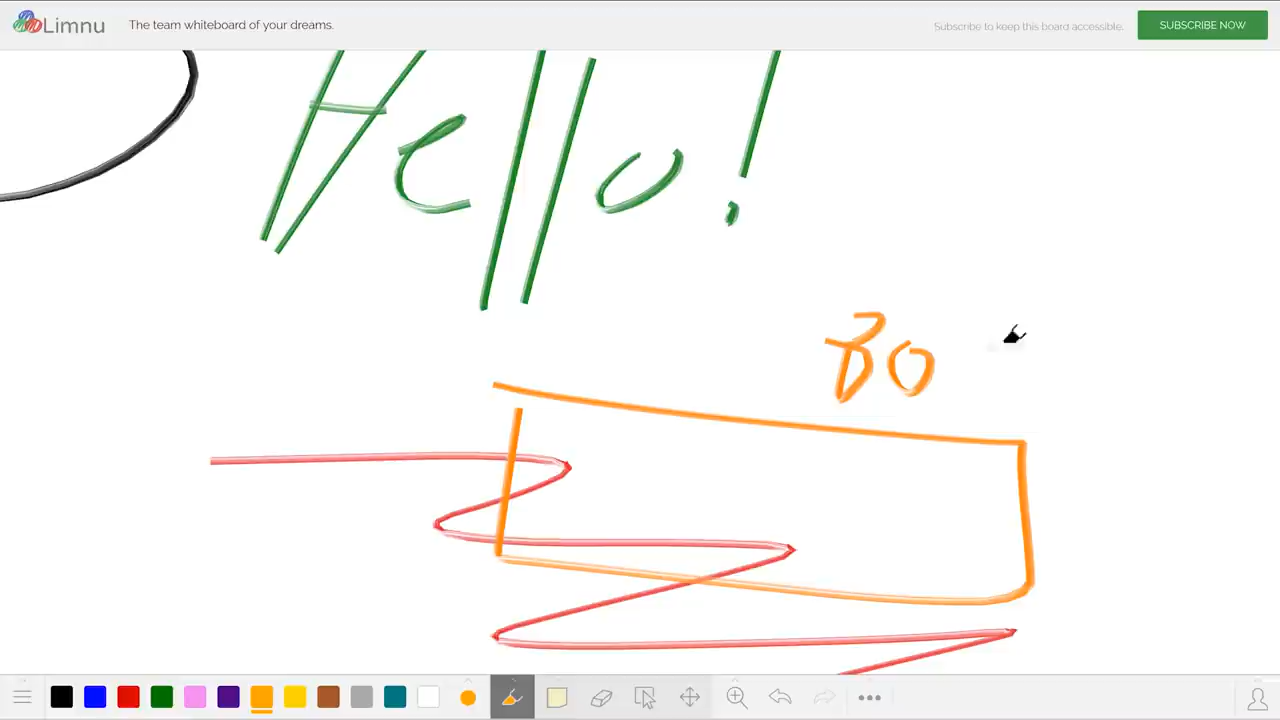 Limnu The team whiteboard of your dreams. Subscribe to keep this board accessible. SUBSCRIBE NOW
Hello!
Bo